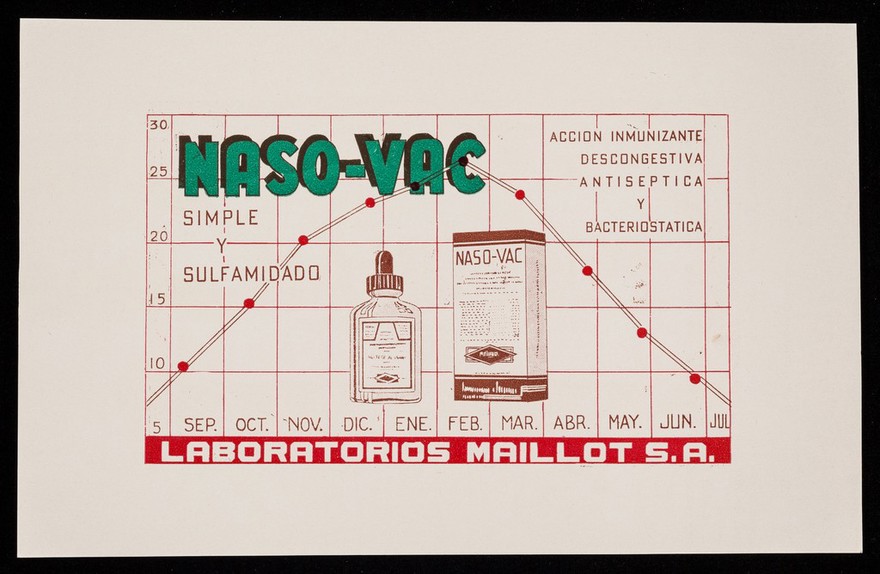 30
25
20
15
10
5
NASO-VAC
SIMPLE
Y
SULFAMIDADO
ACCION INMUNIZANTE
DESCONGESTIVA
ANTISEPTICA
Y
BACTERIOSTATICA
NASO-VAC
MAILLOT
SEP. OCT. NOV. DIC. ENE. FEB. MAR. ABR. MAY. JUN. JUL
LABORATORIOS MAILLOT S.A.